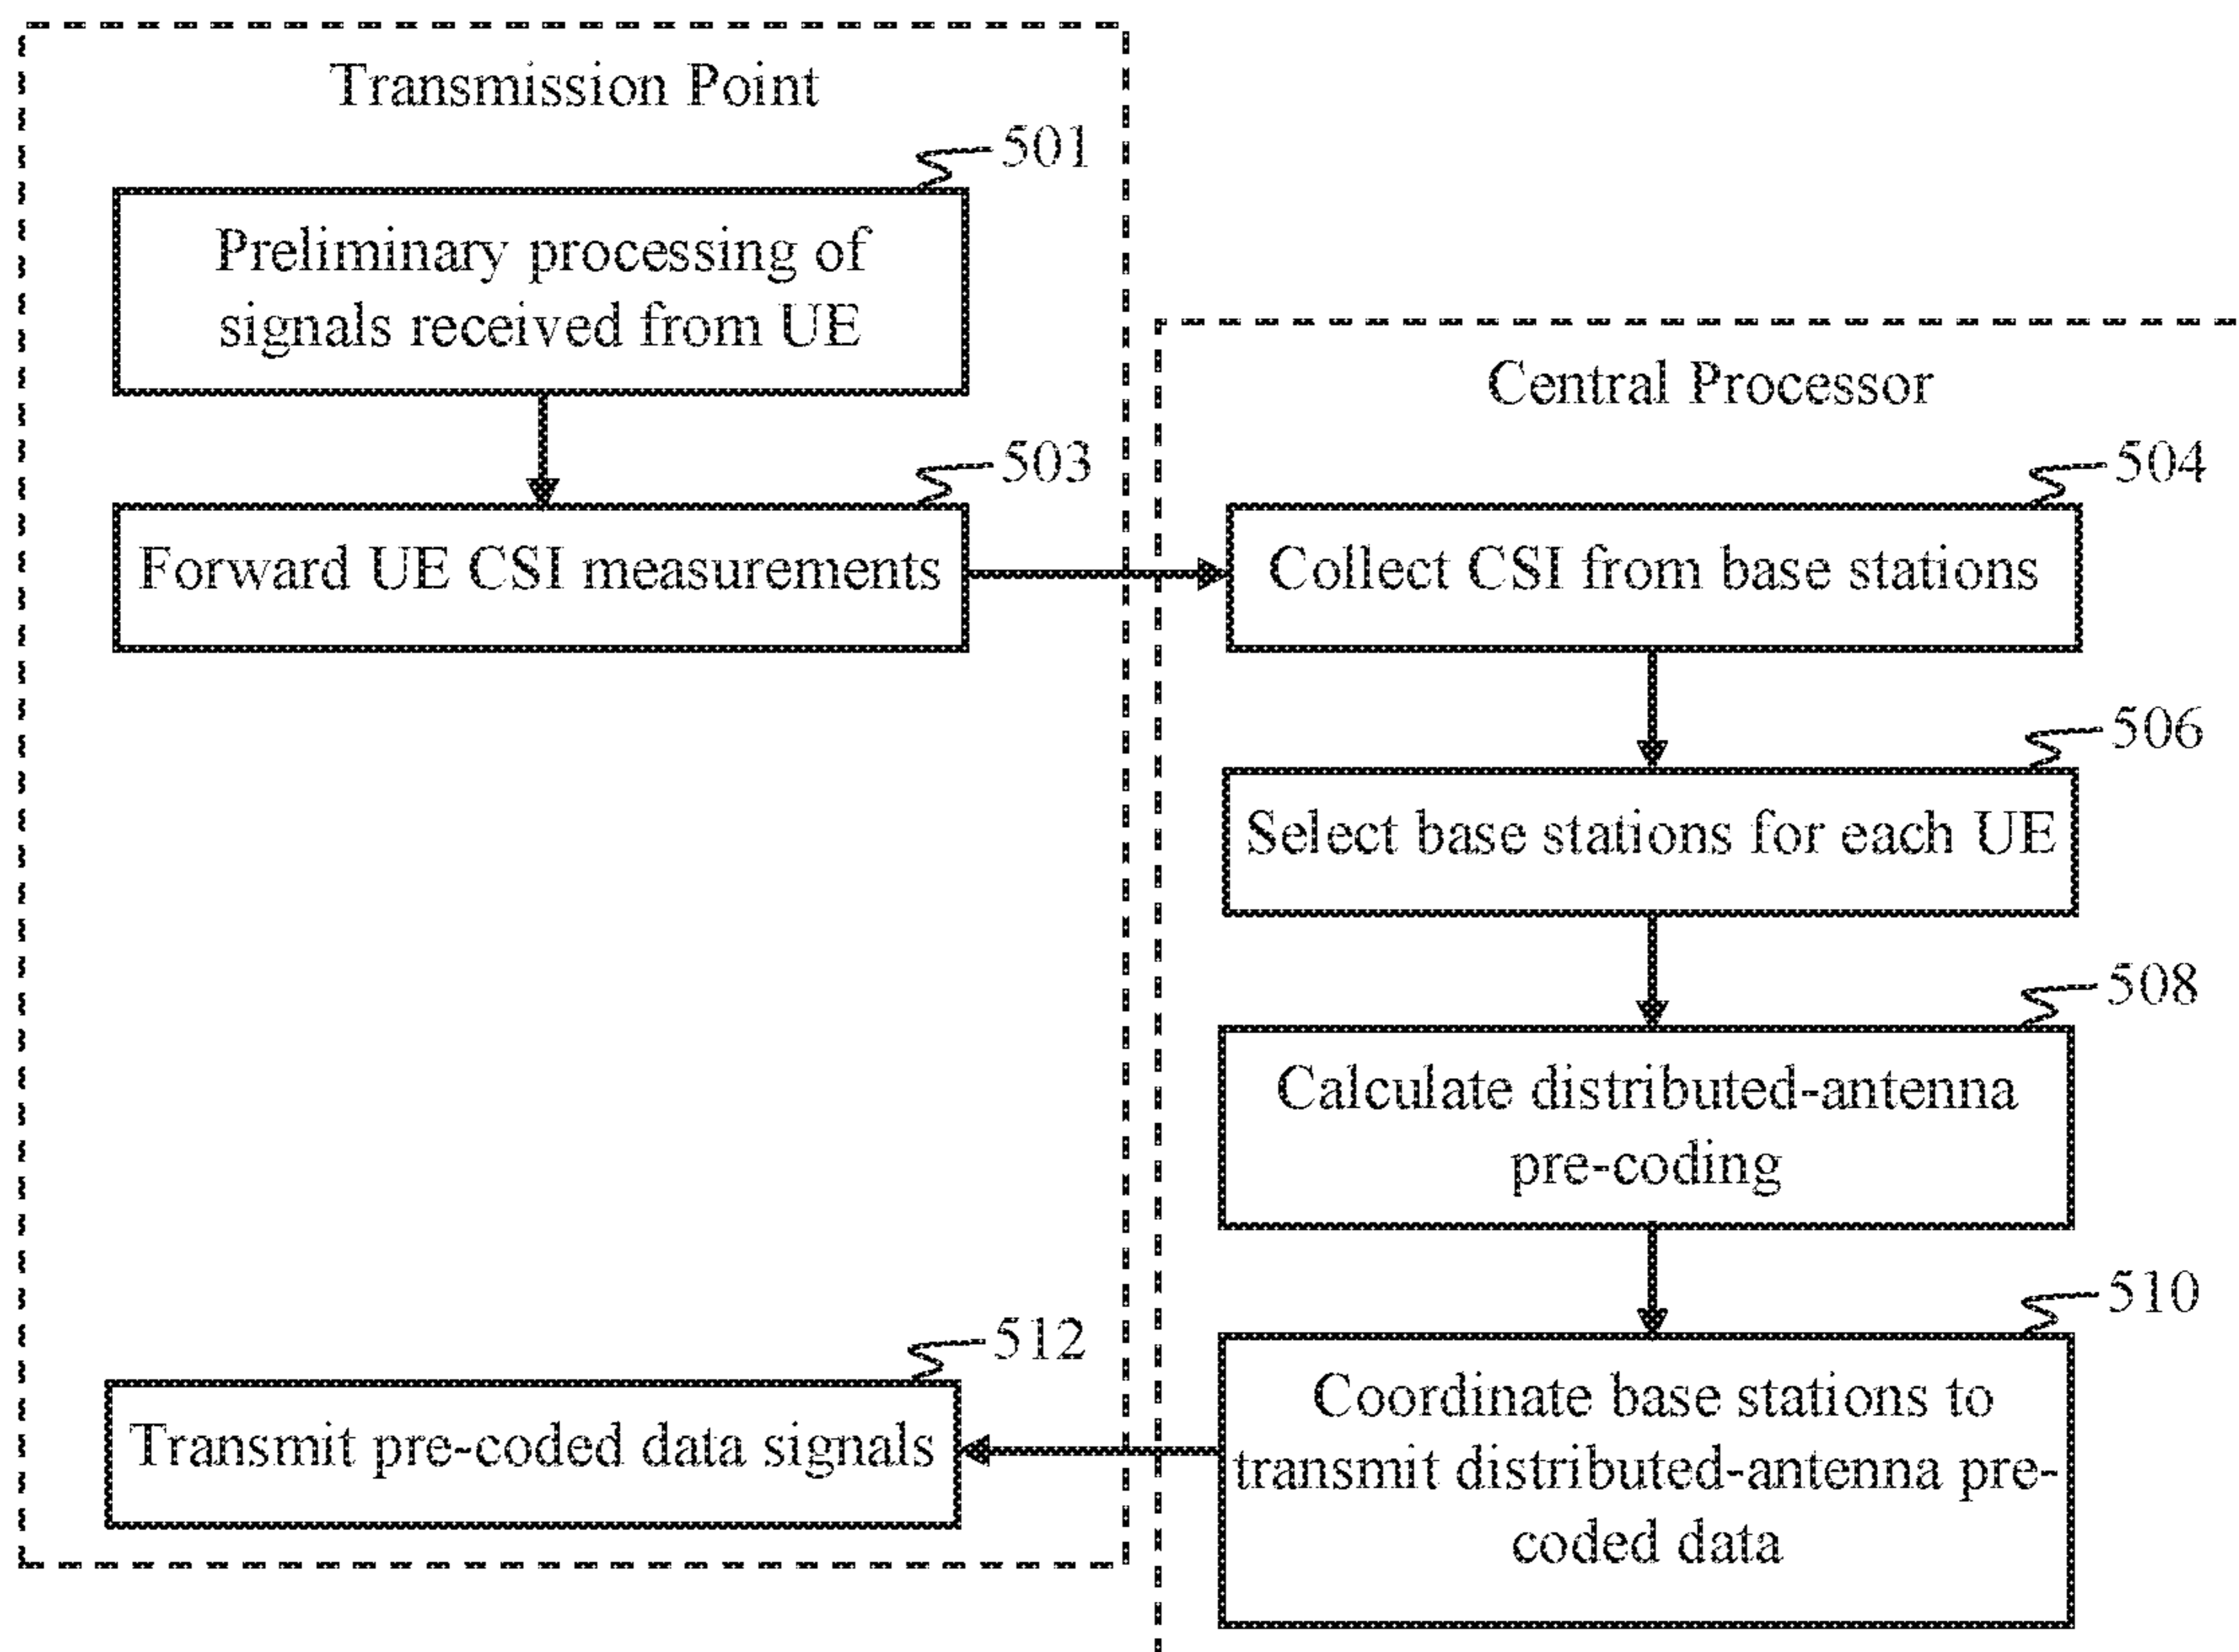 Transmission Point
501
Preliminary processing of
signals received from UE
503
Forward UE CSI measurements
Central Processor
504
Collect CSI from base stations
506
Select base stations for each UE
508
Calculate distributed-antenna
pre-coding
510
Coordinate base stations to
transmit distributed-antenna pre-
coded data
512
Transmit pre-coded data signals